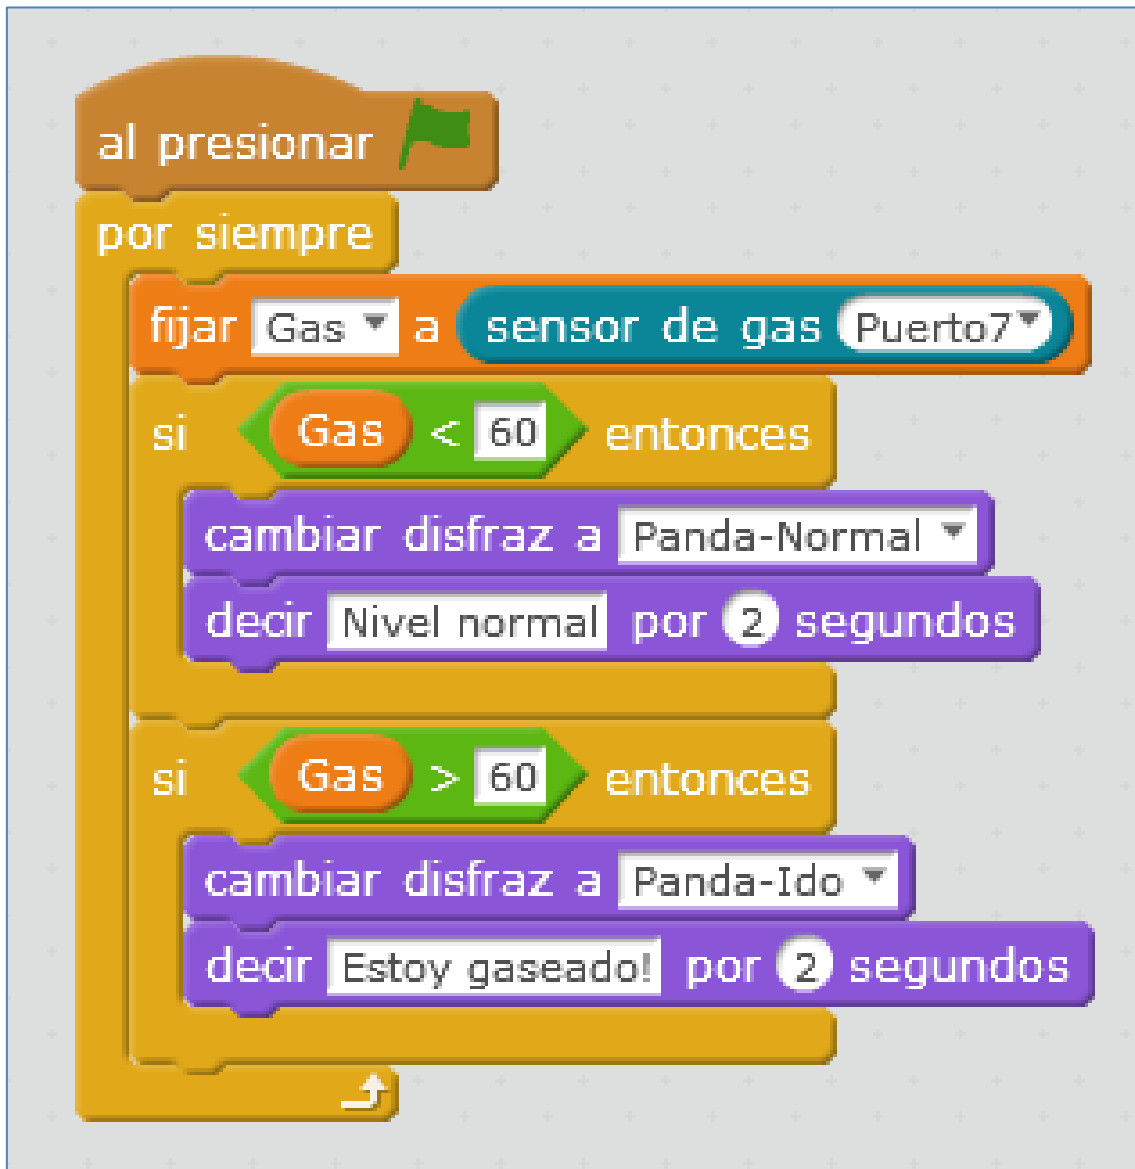 al presionar
por siempre
fijar Gas a sensor de gas Puerto7
si Gas < 60 entonces
cambiar disfraz a Panda-Normal
decir Nivel normal por 2 segundos
si Gas > 60 entonces
cambiar disfraz a Panda-Ido
decir Estoy gaseado! por 2 segundos